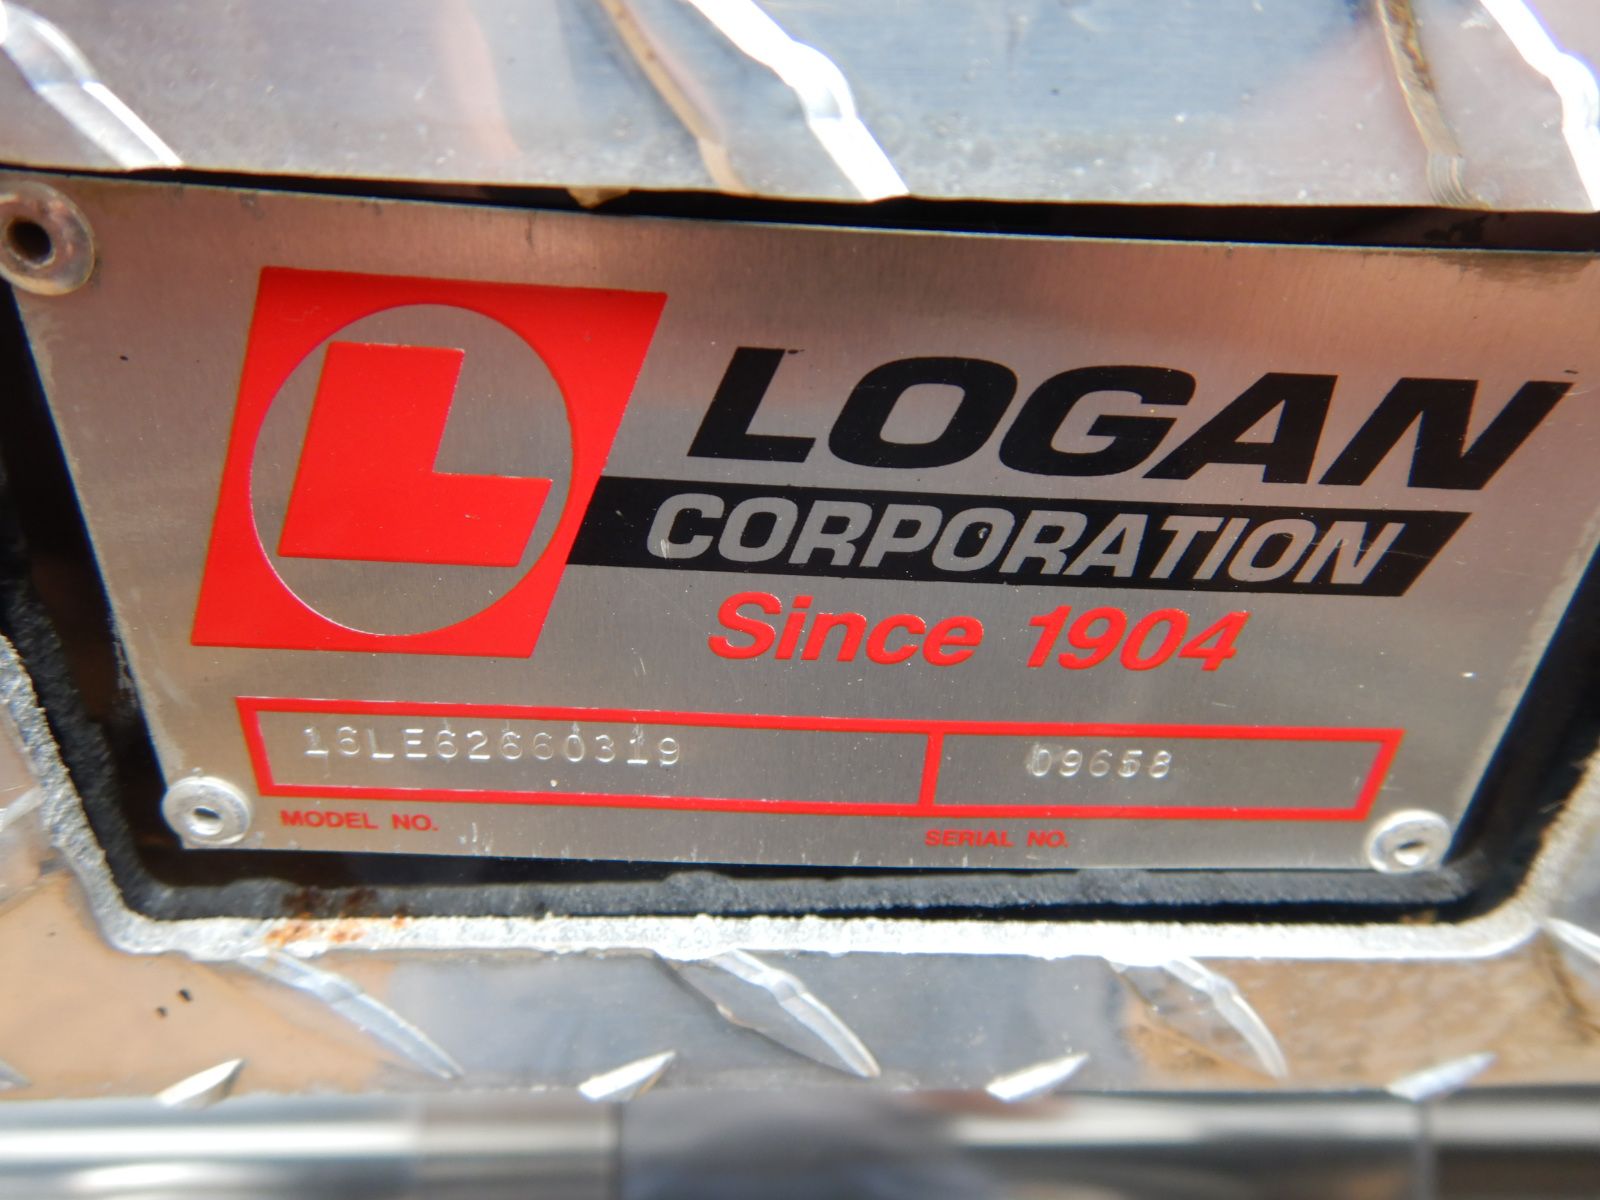 L
LOGAN
CORPORATION
Since 1904
16LE62660319
09658
MODEL NO.
SERIAL NO.